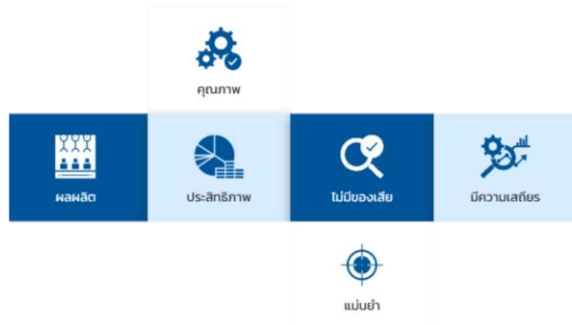 คุณภาพ
ผลผลิต
ประสิทธิภาพ
ไม่มีของเสีย
มีความเสถียร
แม่นยำ